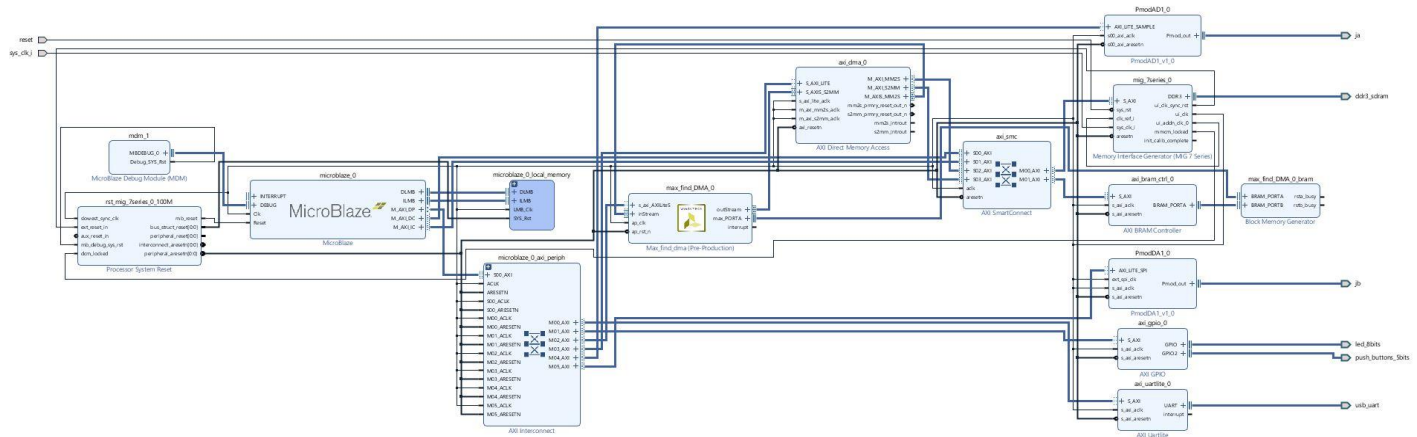 reset
sys_clk_i
mdm_1
MBDEBUG_0
Debug_SYS_Rst
MicroBlaze Debug Module (MDM)
rst_mig_7series_0_100M
slowest_sync_clk
ext_reset_in
aux_reset_in
mb_debug_sys_rst
dcm_locked
mb_reset
bus_struct_reset[0:0]
peripheral_reset[0:0]
interconnect_aresetn[0:0]
peripheral_aresetn[0:0]
Processor System Reset
microblaze_0
INTERRUPT
DEBUG
Clk
Reset
MicroBlaze
DLMB
ILMB
M_AXI_DP
M_AXI_DC
M_AXI_IC
MicroBlaze
microblaze_0_local_memory
DLMB
ILMB
LMB_Clk
SYS_Rst
microblaze_0_axi_periph
S00_AXI
ACLK
ARESETN
S00_ACLK
S00_ARESETN
M00_ACLK
M00_ARESETN
M01_ACLK
M01_ARESETN
M02_ACLK
M02_ARESETN
M03_ACLK
M03_ARESETN
M04_ACLK
M04_ARESETN
M05_ACLK
M05_ARESETN
M00_AXI
M01_AXI
M02_AXI
M03_AXI
M04_AXI
M05_AXI
AXI Interconnect
max_find_DMA_0
s_axi_AXILiteS
inStream
ap_clk
ap_rst_n
outStream
max_PORTA
interrupt
Max_find_dma (Pre-Production)
axi_dma_0
S_AXI_LITE
S_AXIS_S2MM
s_axi_lite_aclk
m_axi_mm2s_aclk
m_axi_s2mm_aclk
axi_resetn
M_AXI_MM2S
M_AXI_S2MM
M_AXIS_MM2S
mm2s_prmry_reset_out_n
s2mm_prmry_reset_out_n
mm2s_introut
s2mm_introut
AXI Direct Memory Access
axi_smc
S00_AXI
S01_AXI
S02_AXI
S03_AXI
aclk
aresetn
M00_AXI
M01_AXI
AXI SmartConnect
PmodAD1_0
AXI_LITE_SAMPLE
s00_axi_aclk
s00_axi_aresetn
Pmod_out
PmodAD1_v1_0
ja
mig_7series_0
S_AXI
sys_rst
clk_ref_i
sys_clk_i
aresetn
DDR3
ui_clk_sync_rst
ui_clk
ui_addn_clk_0
mmcm_locked
init_calib_complete
Memory Interface Generator (MIG 7 Series)
ddr3_sdram
axi_bram_ctrl_0
S_AXI
s_axi_aclk
s_axi_aresetn
BRAM_PORTA
AXI BRAM Controller
max_find_DMA_0_bram
BRAM_PORTA
BRAM_PORTB
rsta_busy
rstb_busy
Block Memory Generator
PmodDA1_0
AXI_LITE_SPI
ext_spi_clk
s_axi_aclk
s_axi_aresetn
Pmod_out
PmodDA1_v1_0
jb
axi_gpio_0
S_AXI
s_axi_aclk
s_axi_aresetn
GPIO
GPIO2
AXI GPIO
led_8bits
push_buttons_5bits
axi_uartlite_0
S_AXI
s_axi_aclk
s_axi_aresetn
UART
interrupt
AXI Uartlite
usb_uart